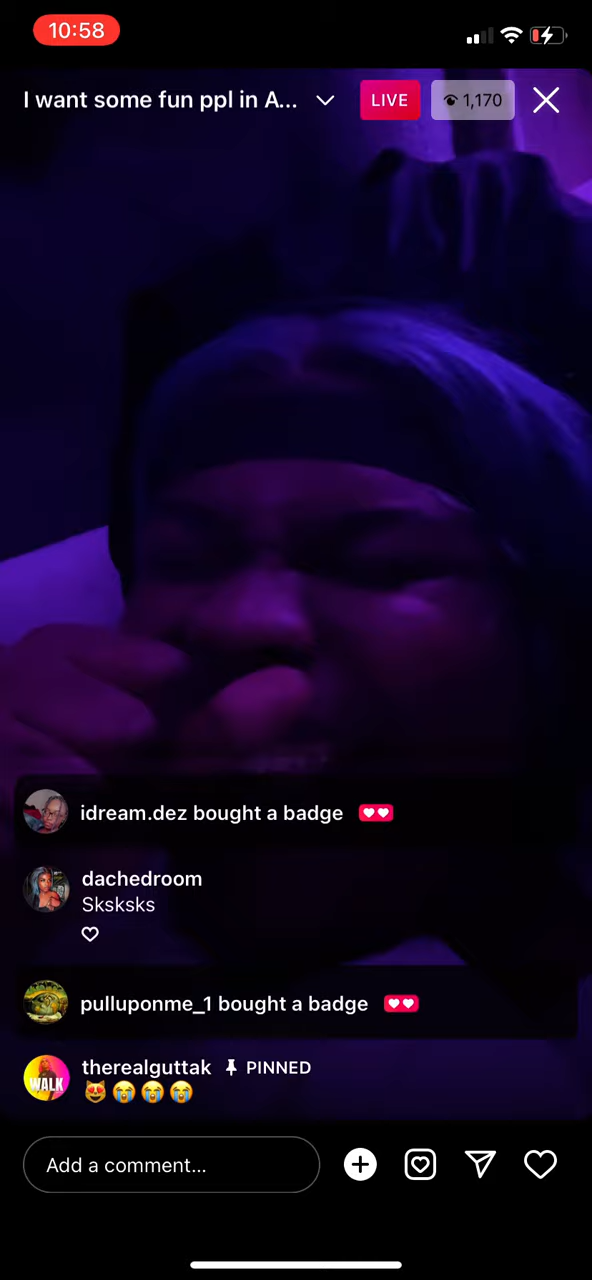 10:58
I want some fun ppl in A...
LIVE
1,170
idream.dez bought a badge
dachedroom
Sksksks
pulluponme_1 bought a badge
WALK
therealguttak PINNED
😻😭😭😭
Add a comment...